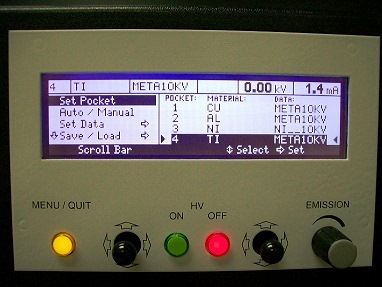 4 TI META10KV 0.00 kV 1.4 mA
Set Pocket
Auto / Manual
Set Data
Save / Load
Scroll Bar
POCKET: MATERIAL: DATA:
1 CU META10KV
2 AL META10KV
3 NI NI__10KV
4 TI META10KV
Select Set
MENU / QUIT
HV
ON OFF
EMISSION